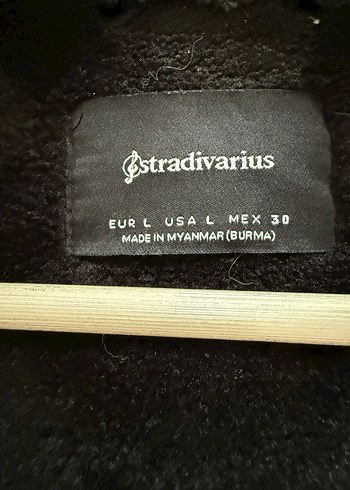 stradivarius
EUR L USA L MEX 30
MADE IN MYANMAR (BURMA)